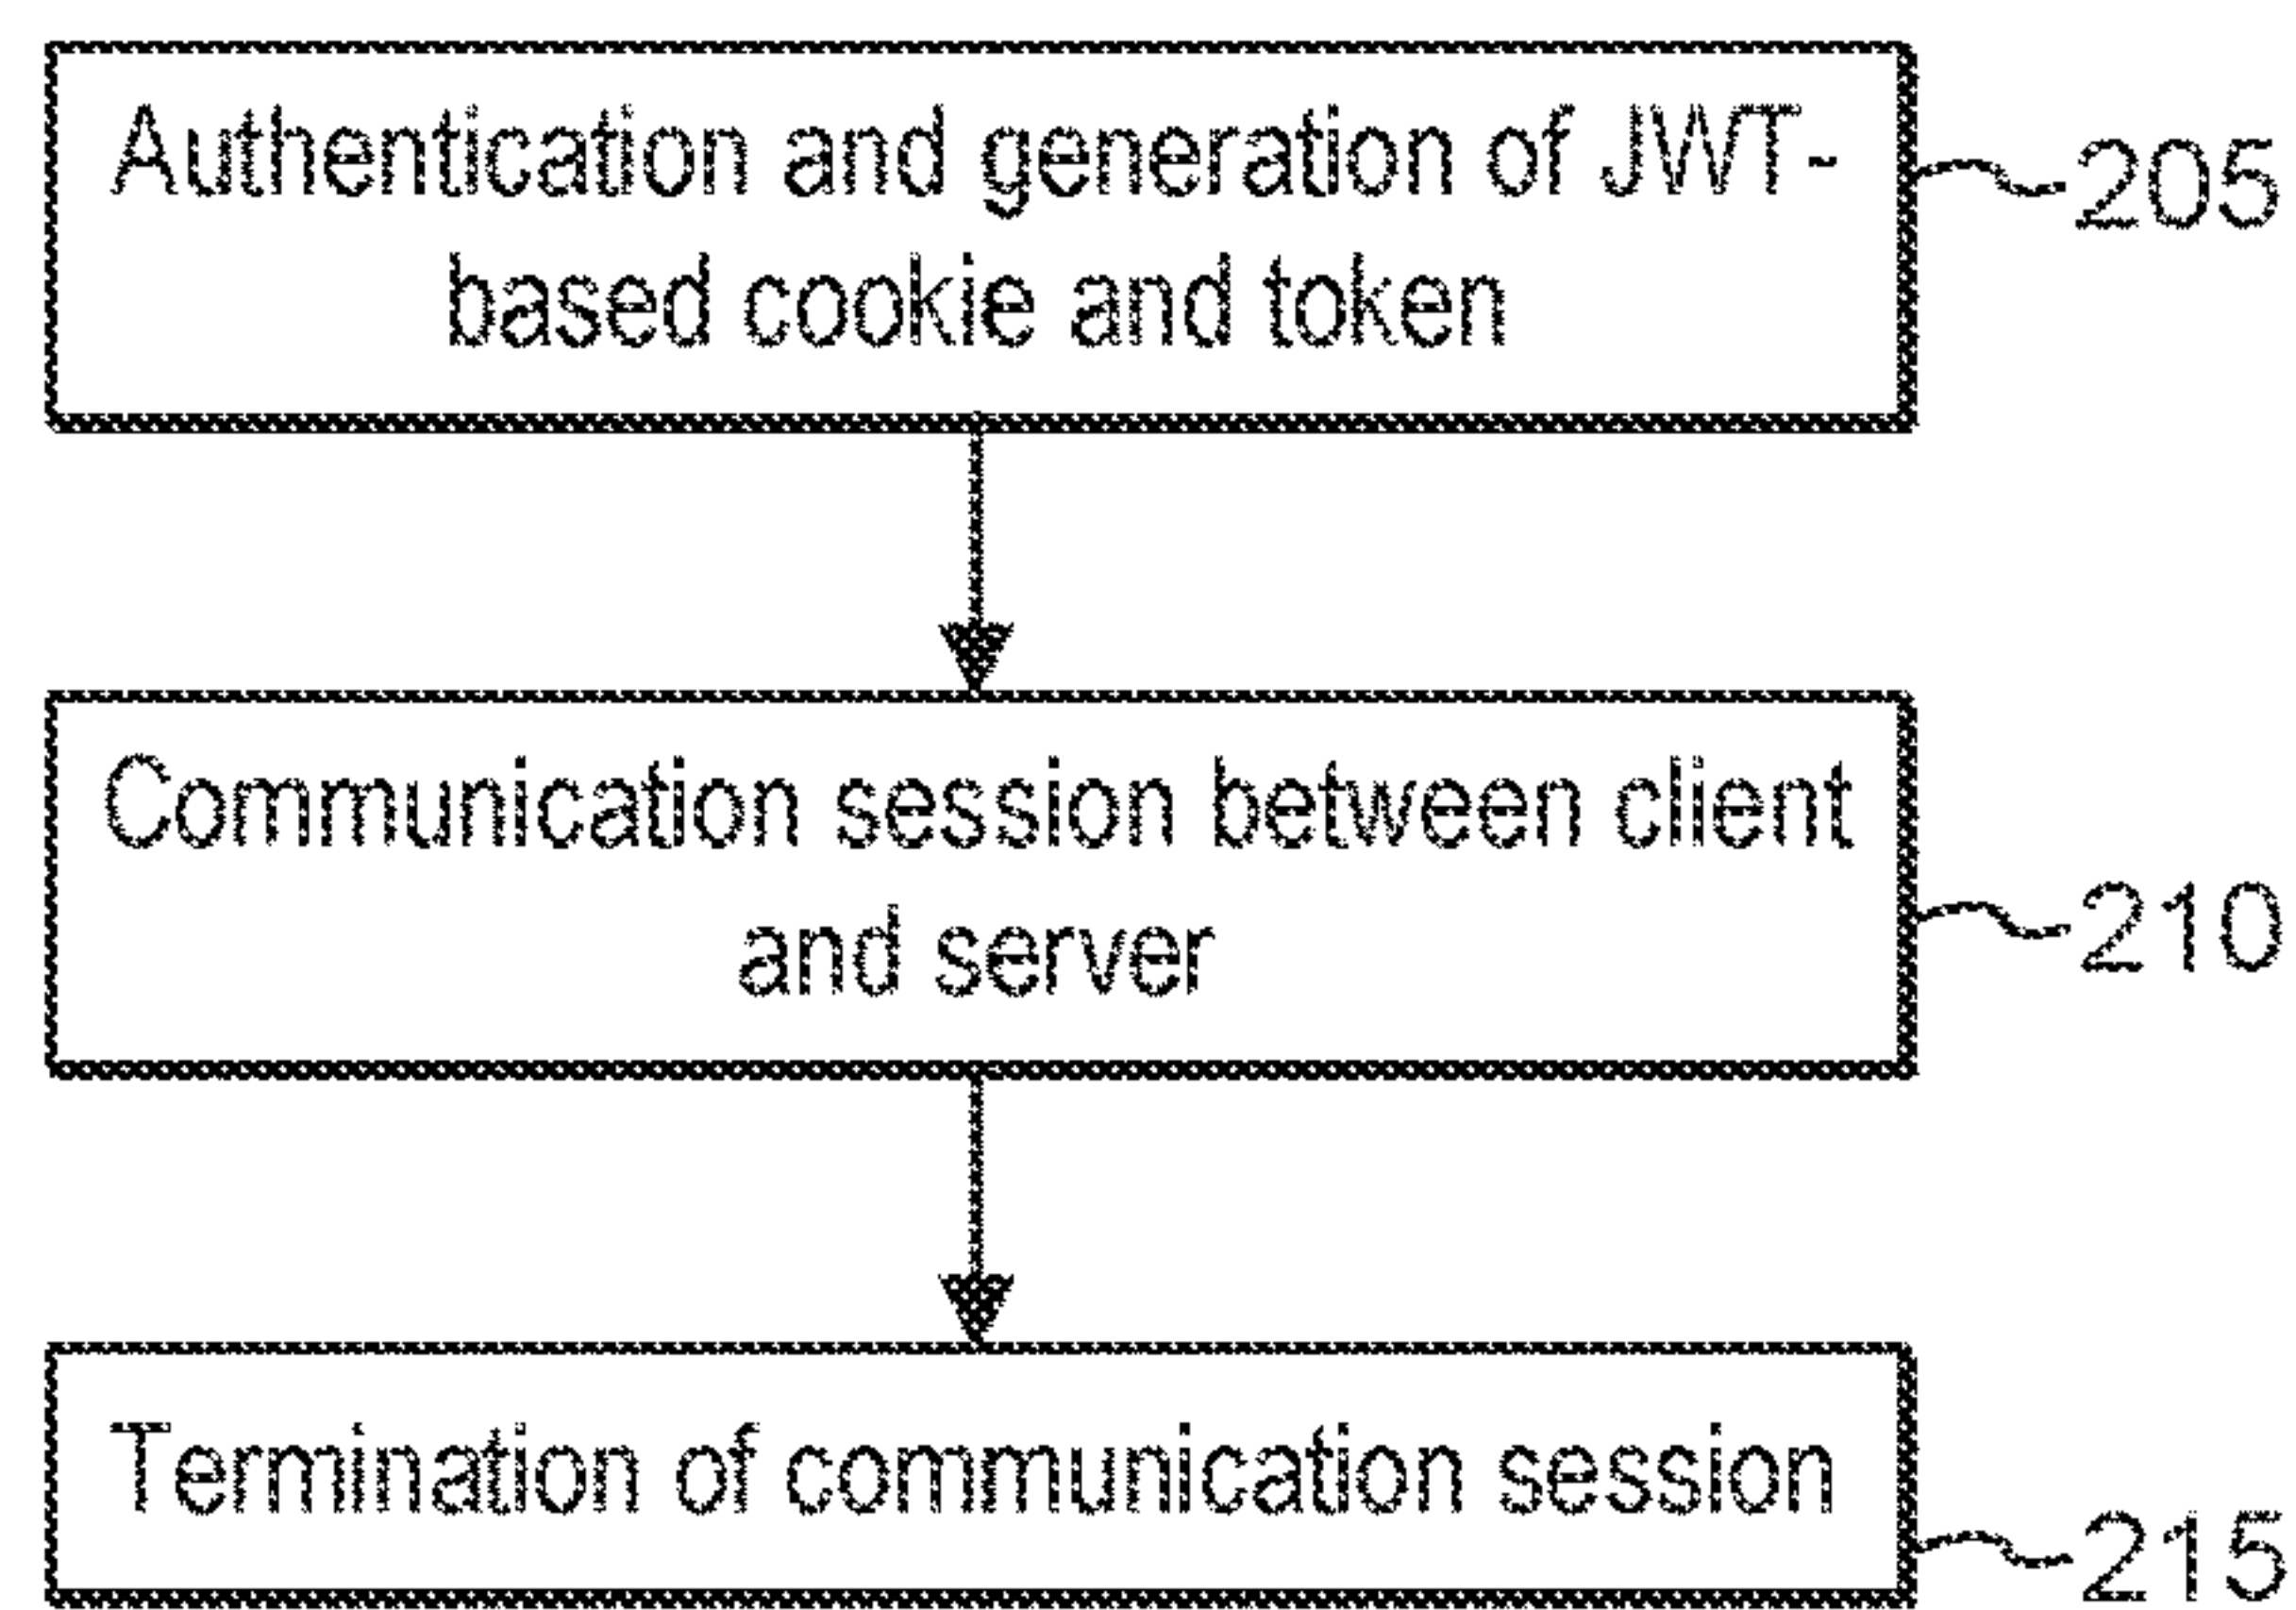 Authentication and generation of JWT-
based cookie and token
205
Communication session between client
and server
210
Termination of communication session
215